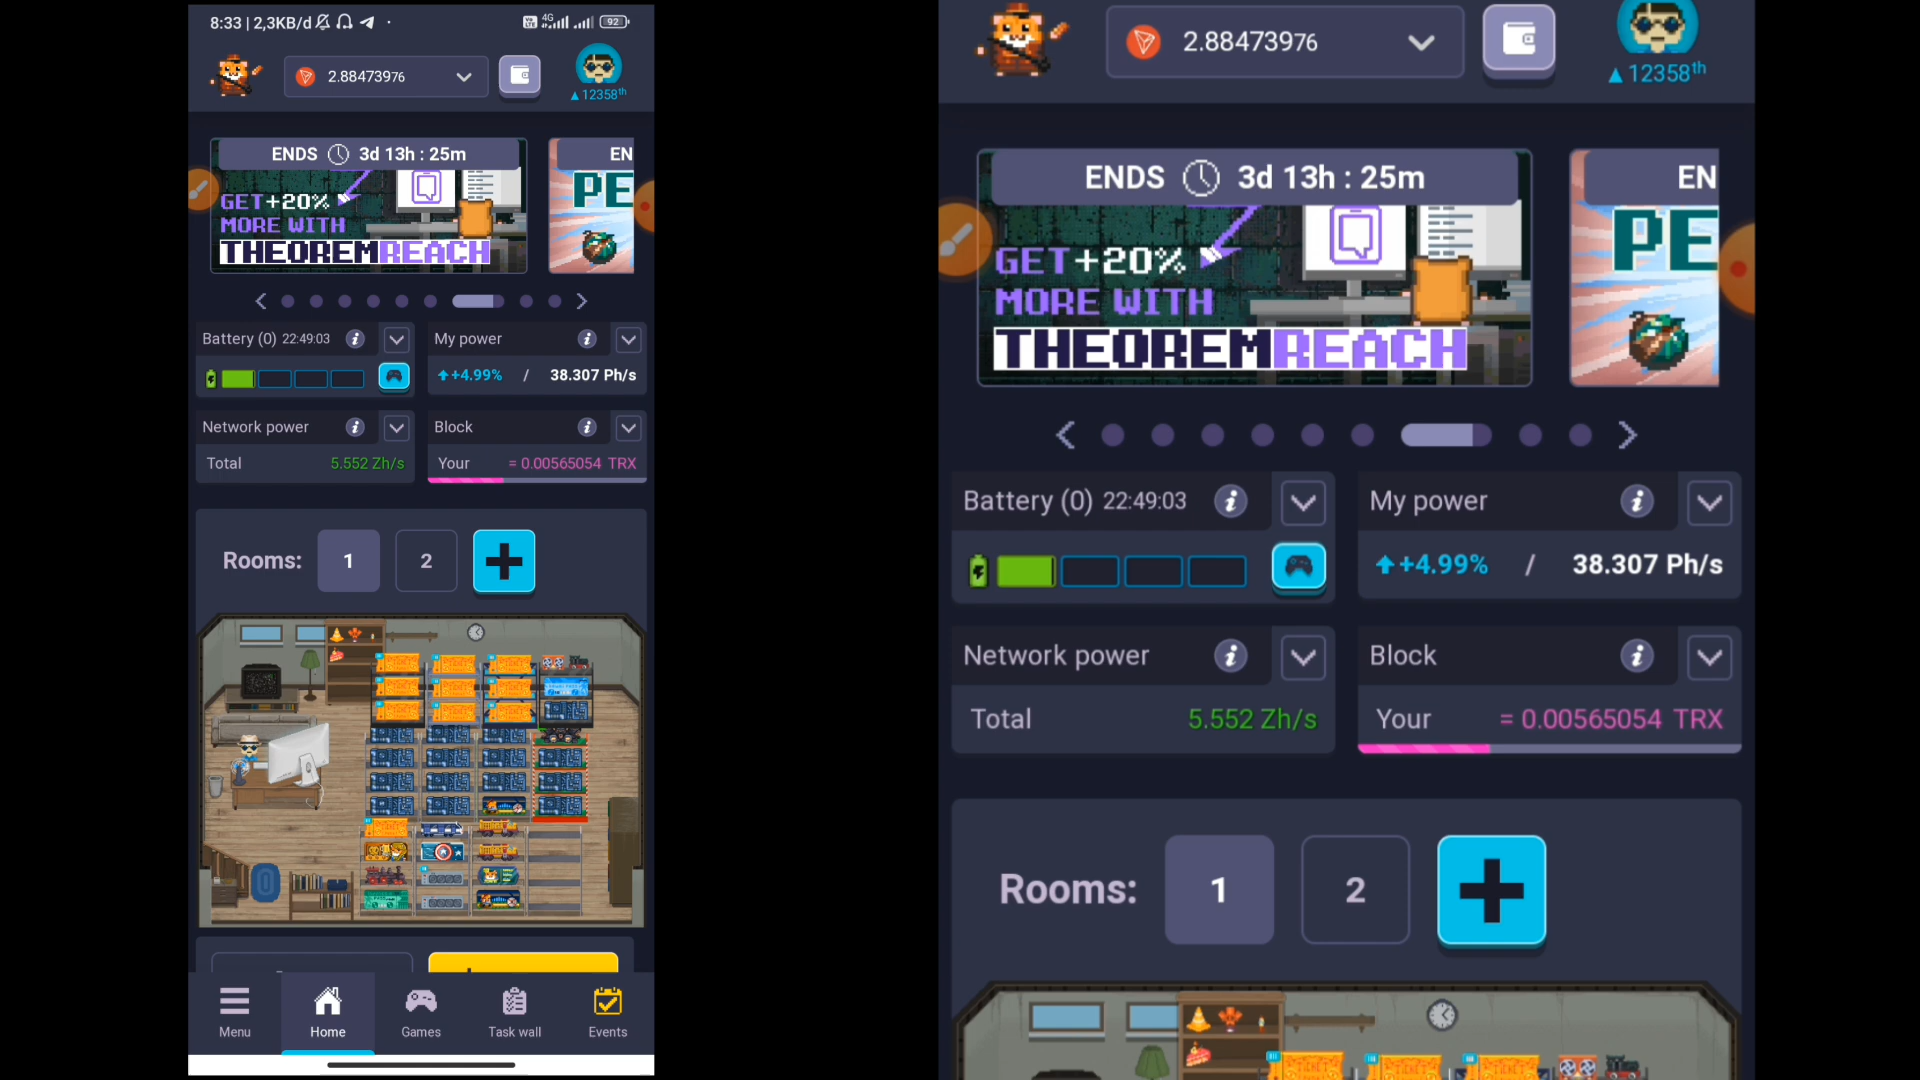 8:33 | 2,3KB/d
4G
92
2.88473976
▲12358th
ENDS 3d 13h : 25m
EN
GET+20%
MORE WITH
THEOREMREACH
PE
Battery (0) 22:49:03
My power
+4.99% / 38.307 Ph/s
Network power
Block
Total 5.552 Zh/s
Your = 0.00565054 TRX
Rooms: 1 2
Menu
Home
Games
Task wall
Events
2.88473976
▲12358th
ENDS 3d 13h : 25m
EN
GET+20%
MORE WITH
THEOREMREACH
PE
Battery (0) 22:49:03
My power
+4.99% / 38.307 Ph/s
Network power
Block
Total 5.552 Zh/s
Your = 0.00565054 TRX
Rooms: 1 2